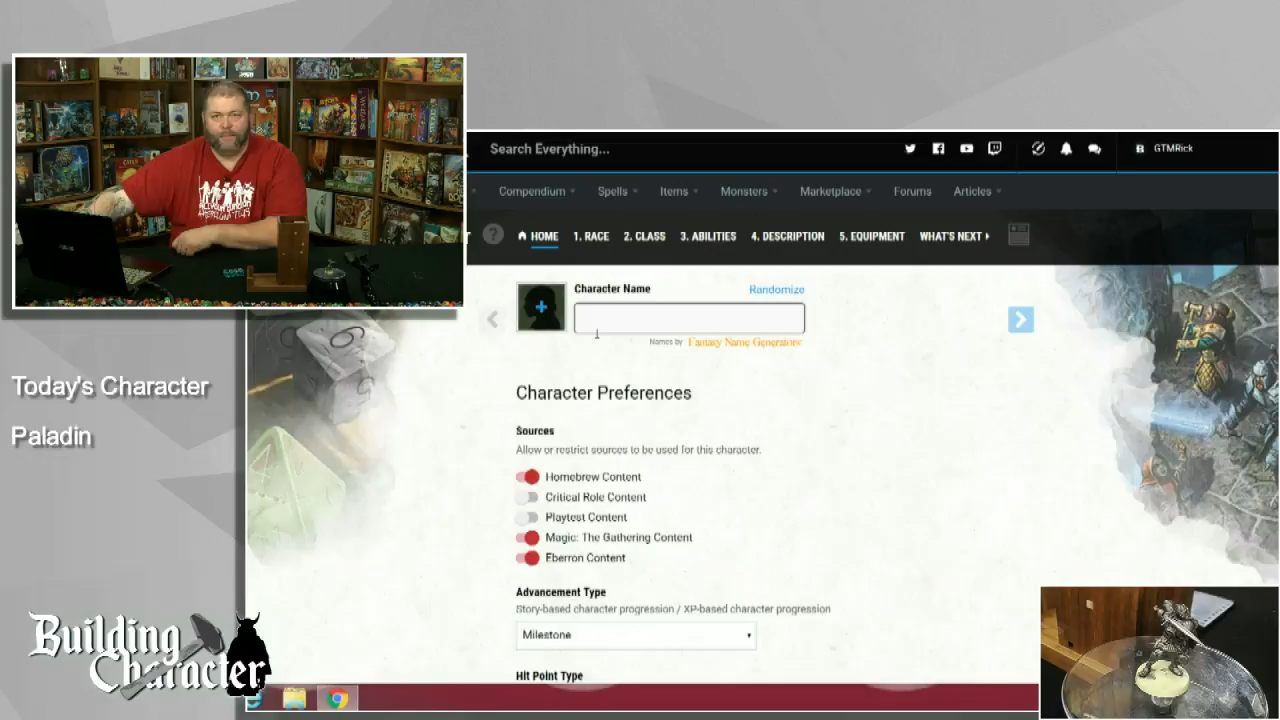 Search Everything...
GTMRick
Compendium Spells Items Monsters Marketplace Forums Articles
HOME 1. RACE 2. CLASS 3. ABILITIES 4. DESCRIPTION 5. EQUIPMENT WHAT'S NEXT
Character Name Randomize
Names by Fantasy Name Generators
Character Preferences
Sources
Allow or restrict sources to be used for this character.
Homebrew Content
Critical Role Content
Playtest Content
Magic: The Gathering Content
Eberron Content
Advancement Type
Story-based character progression / XP-based character progression
Milestone
Hit Point Type
Today's Character
Paladin
Building
Character